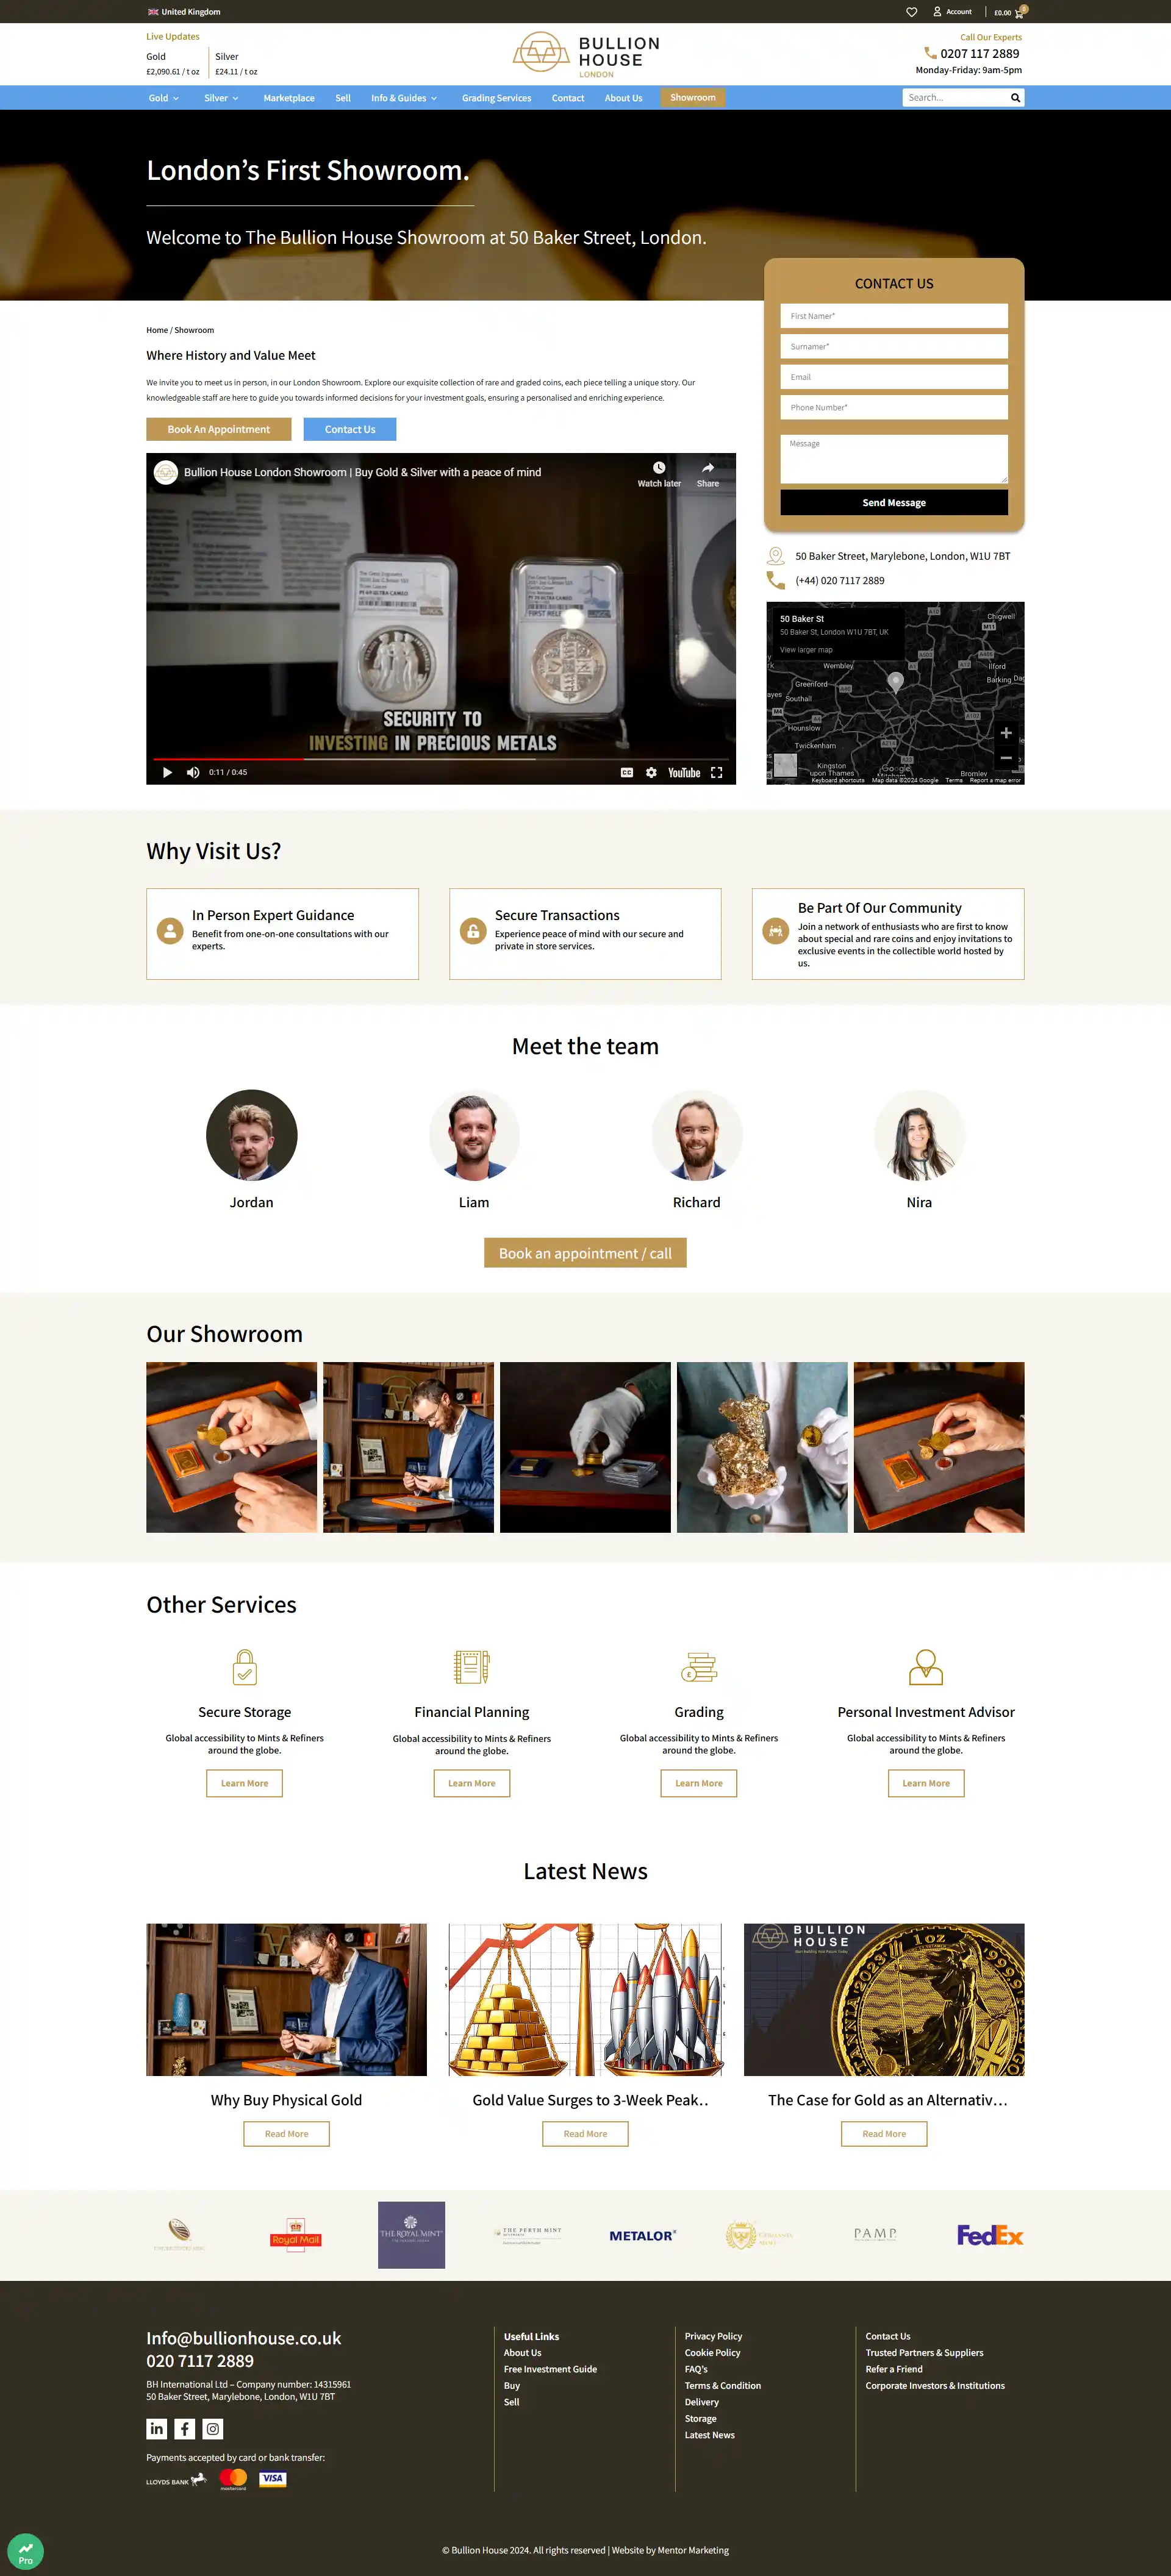 United Kingdom
Account
£0.00
0
Live Updates
Gold
Silver
£2,090.61 / t oz
£24.11 / t oz
BULLION
HOUSE
LONDON
Call Our Experts
0207 117 2889
Monday-Friday: 9am-5pm
Gold
Silver
Marketplace
Sell
Info & Guides
Grading Services
Contact
About Us
Showroom
Search...
London’s First Showroom.
Welcome to The Bullion House Showroom at 50 Baker Street, London.
CONTACT US
First Namer*
Surnamer*
Email
Phone Number*
Message
Send Message
Home / Showroom
Where History and Value Meet
We invite you to meet us in person, in our London Showroom. Explore our exquisite collection of rare and graded coins, each piece telling a unique story. Our
knowledgeable staff are here to guide you towards informed decisions for your investment goals, ensuring a personalised and enriching experience.
Book An Appointment
Contact Us
Bullion House London Showroom | Buy Gold & Silver with a peace of mind
Watch later
Share
SECURITY TO
INVESTING IN PRECIOUS METALS
0:11 / 0:45
CC
YouTube
50 Baker Street, Marylebone, London, W1U 7BT
(+44) 020 7117 2889
50 Baker St
50 Baker St, London W1U 7BT, UK
View larger map
Chigwell
Wembley
Ilford
Greenford
Barking
Southall
Hounslow
Twickenham
Kingston
upon Thames
Google
Mitcham
Bromley
Keyboard shortcuts
Map data ©2024 Google
Terms
Report a map error
Why Visit Us?
In Person Expert Guidance
Benefit from one-on-one consultations with our
experts.
Secure Transactions
Experience peace of mind with our secure and
private in store services.
Be Part Of Our Community
Join a network of enthusiasts who are first to know
about special and rare coins and enjoy invitations to
exclusive events in the collectible world hosted by
us.
Meet the team
Jordan
Liam
Richard
Nira
Book an appointment / call
Our Showroom
Other Services
Secure Storage
Global accessibility to Mints & Refiners
around the globe.
Learn More
Financial Planning
Global accessibility to Mints & Refiners
around the globe.
Learn More
Grading
Global accessibility to Mints & Refiners
around the globe.
Learn More
Personal Investment Advisor
Global accessibility to Mints & Refiners
around the globe.
Learn More
Latest News
BULLION
HOUSE
1 oz
Why Buy Physical Gold
Read More
Gold Value Surges to 3-Week Peak..
Read More
The Case for Gold as an Alternativ...
Read More
Royal Mail
THE ROYAL MINT
THE PERTH MINT
METALOR
PAMP
FedEx
Info@bullionhouse.co.uk
020 7117 2889
BH International Ltd – Company number: 14315961
50 Baker Street, Marylebone, London, W1U 7BT
Payments accepted by card or bank transfer:
LLOYDS BANK
mastercard
VISA
Useful Links
About Us
Free Investment Guide
Buy
Sell
Privacy Policy
Cookie Policy
FAQ's
Terms & Condition
Delivery
Storage
Latest News
Contact Us
Trusted Partners & Suppliers
Refer a Friend
Corporate Investors & Institutions
© Bullion House 2024. All rights reserved | Website by Mentor Marketing
Pro